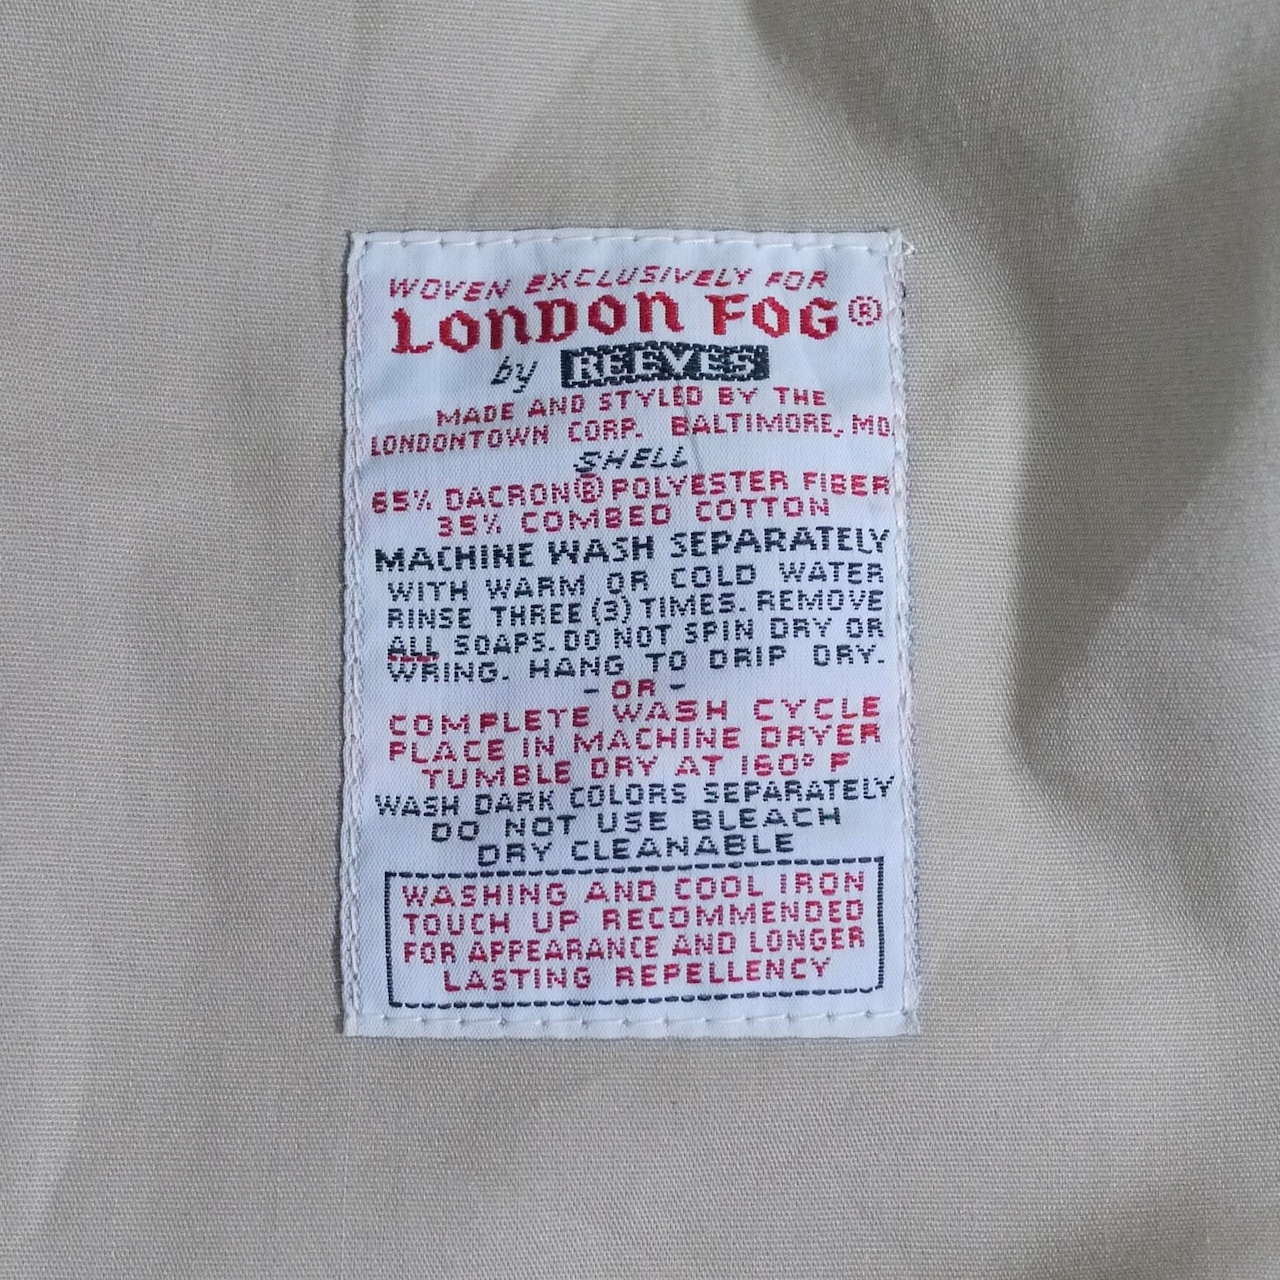 WOVEN EXCLUSIVELY FOR
LONDON FOG®
by REEVES
MADE AND STYLED BY THE
LONDONTOWN CORP. BALTIMORE, MD.
SHELL
65% DACRON® POLYESTER FIBER
35% COMBED COTTON
MACHINE WASH SEPARATELY
WITH WARM OR COLD WATER
RINSE THREE (3) TIMES. REMOVE
ALL SOAPS. DO NOT SPIN DRY OR
WRING. HANG TO DRIP DRY.
- OR -
COMPLETE WASH CYCLE
PLACE IN MACHINE DRYER
TUMBLE DRY AT 160° F
WASH DARK COLORS SEPARATELY
DO NOT USE BLEACH
DRY CLEANABLE
WASHING AND COOL IRON
TOUCH UP RECOMMENDED
FOR APPEARANCE AND LONGER
LASTING REPELLENCY